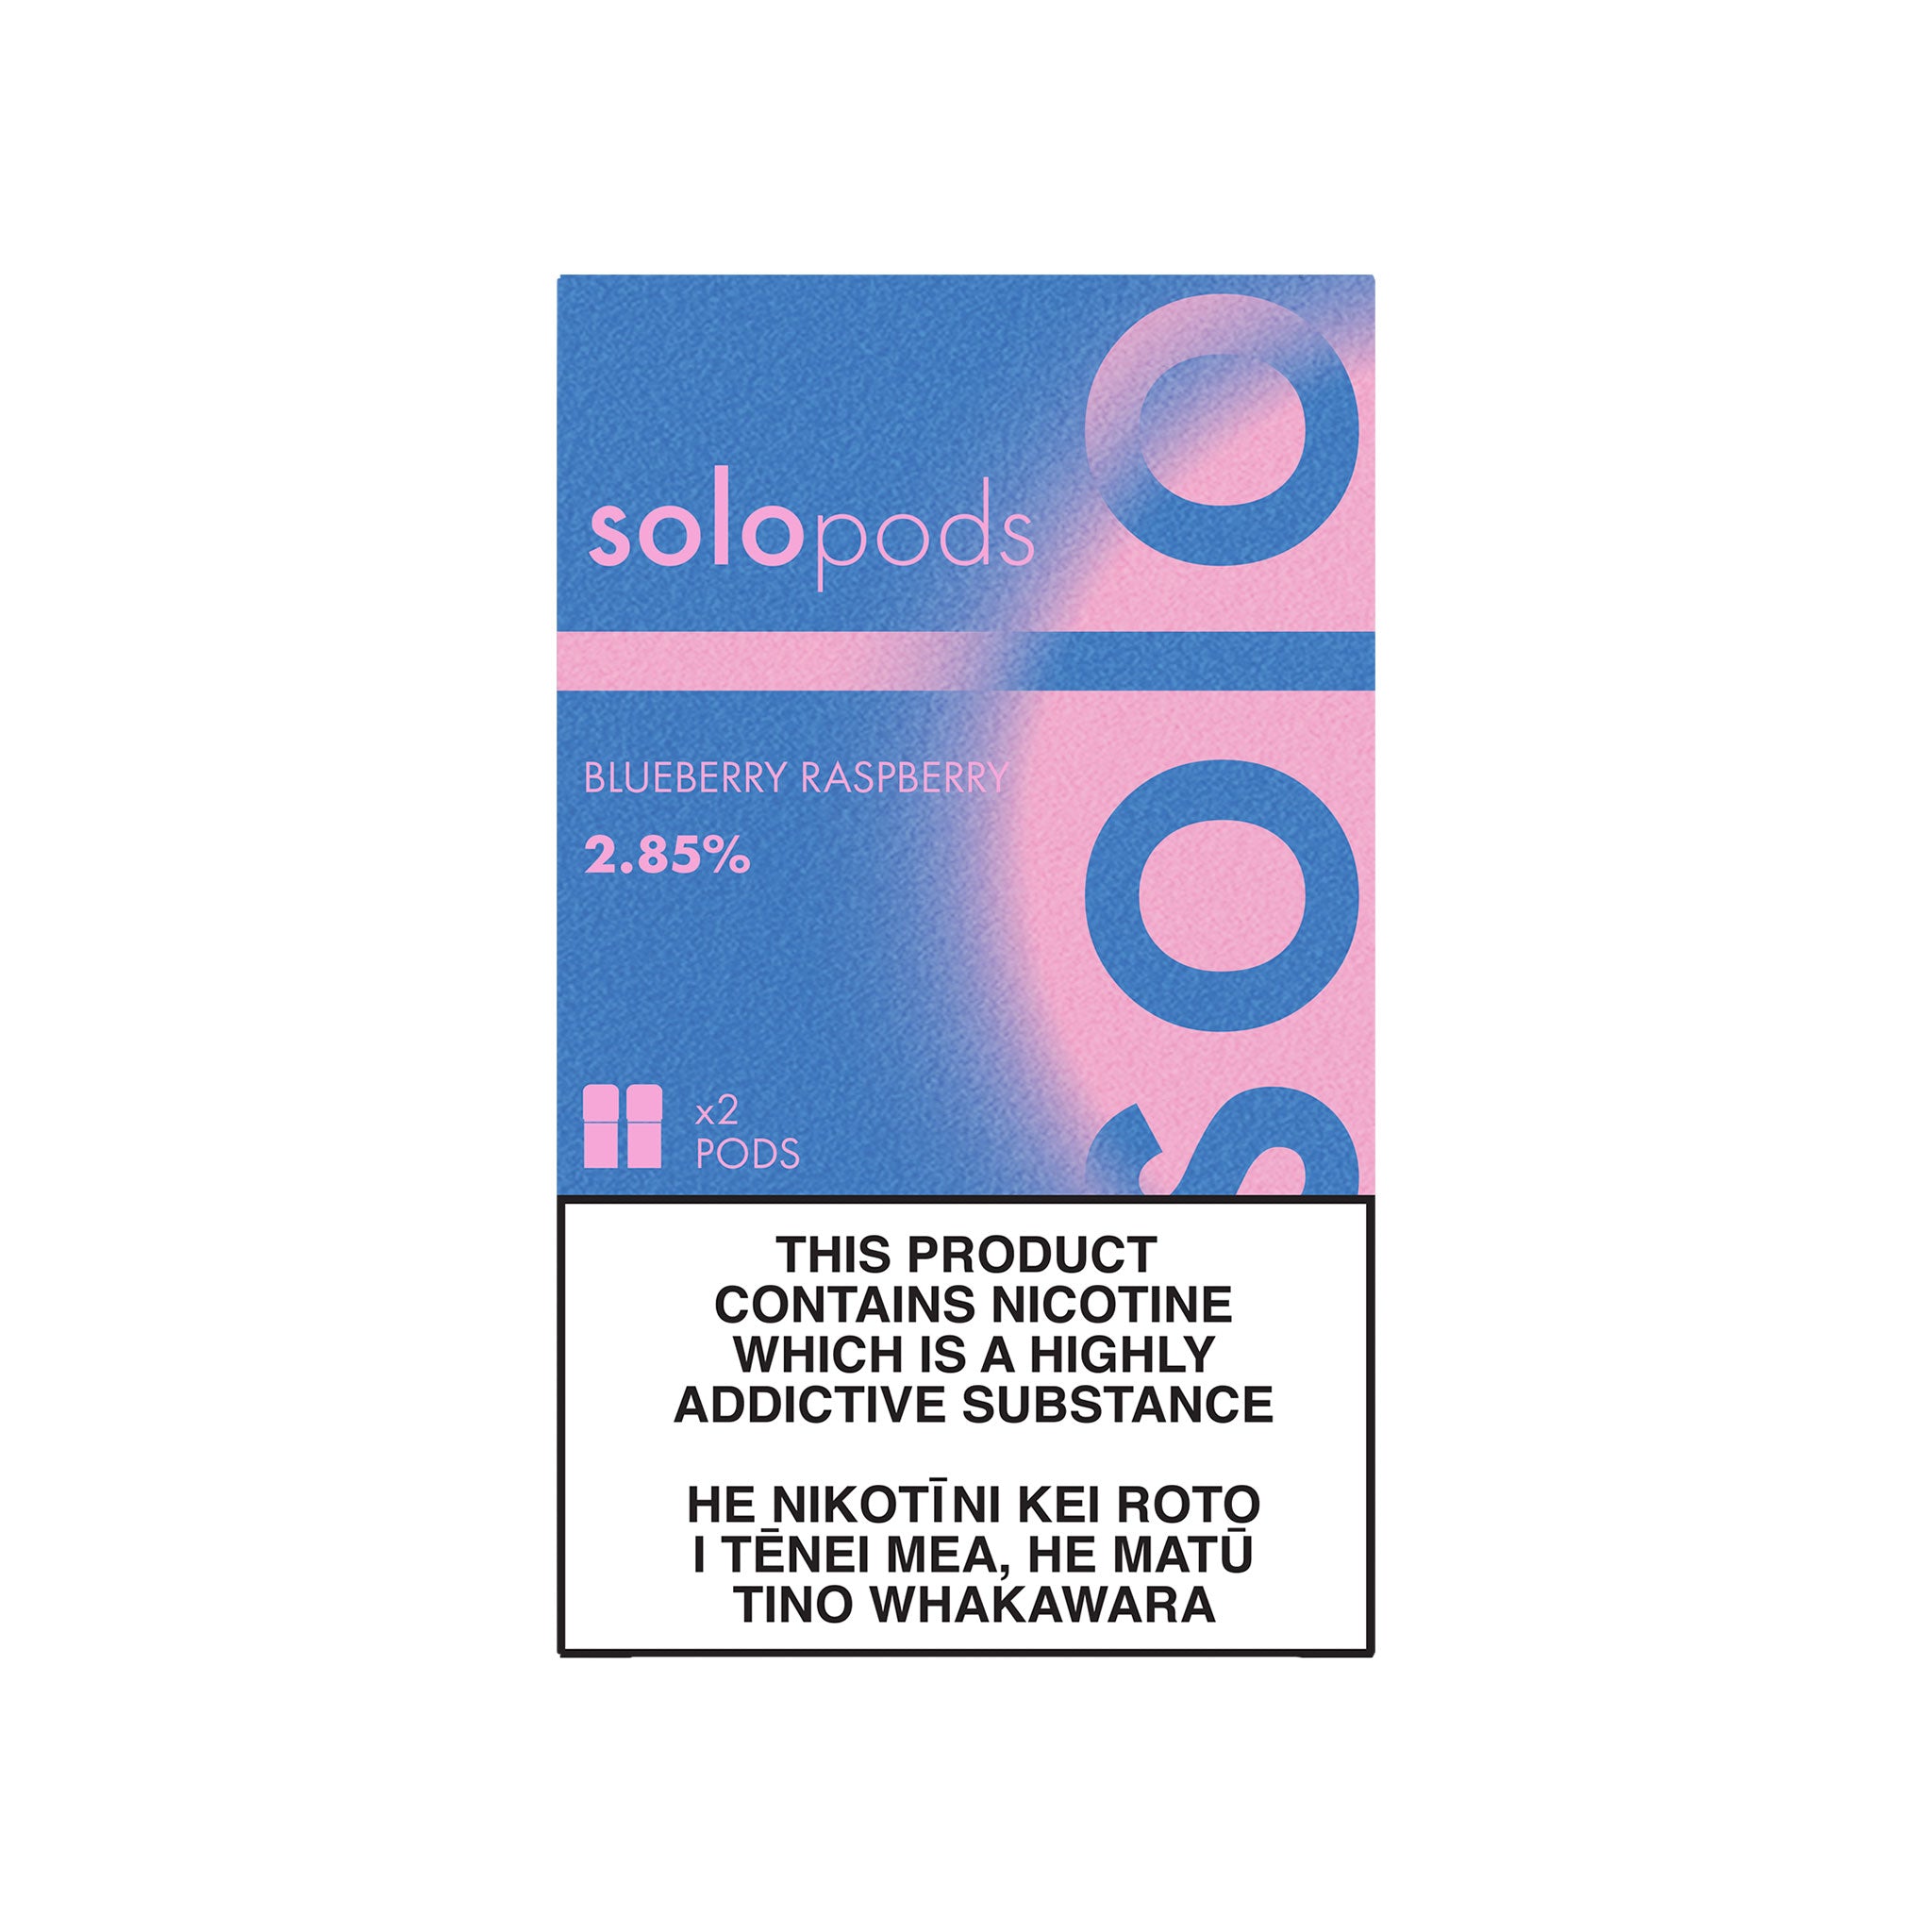 solopods
BLUEBERRY RASPBERRY
2.85%
x2
PODS
solo
THIS PRODUCT
CONTAINS NICOTINE
WHICH IS A HIGHLY
ADDICTIVE SUBSTANCE
HE NIKOTĪNI KEI ROTO
I TĒNEI MEA, HE MATŪ
TINO WHAKAWARA